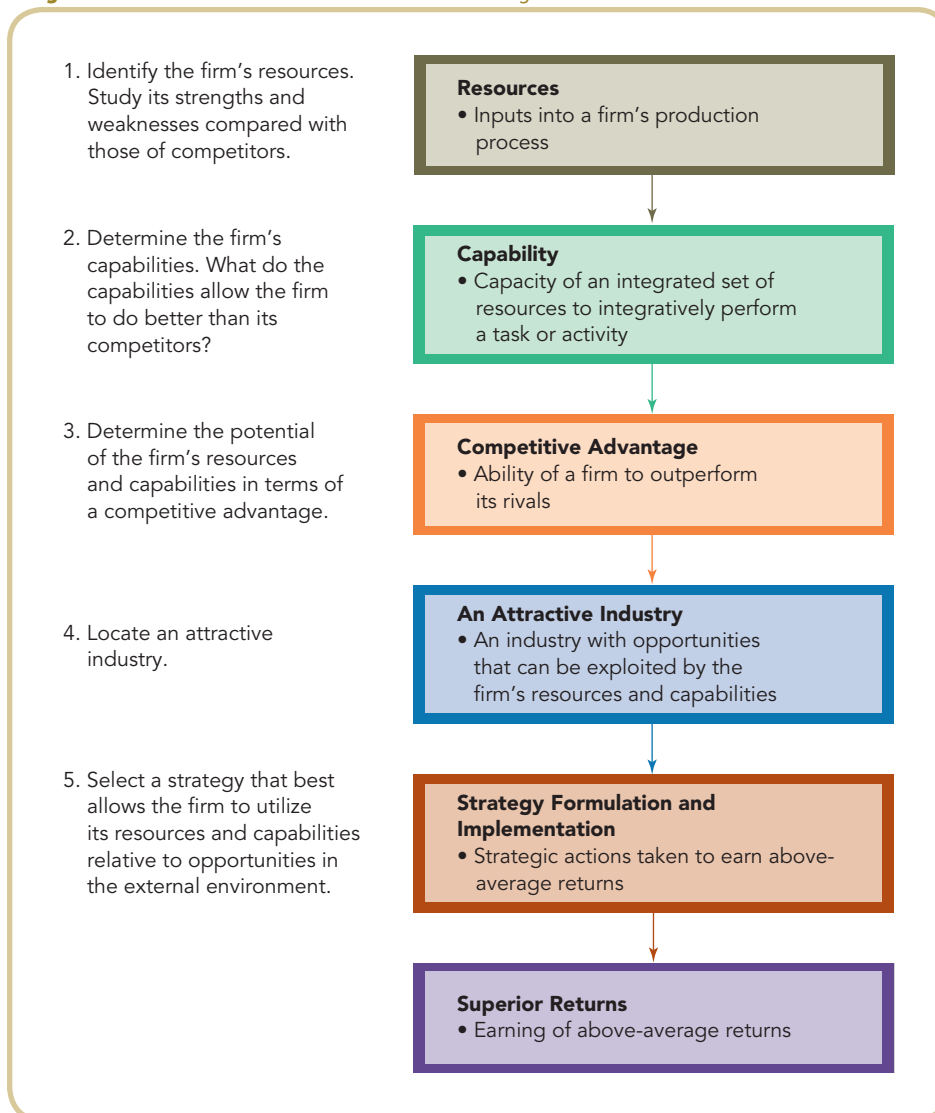 1. Identify the firm's resources.
Study its strengths and
weaknesses compared with
those of competitors.
Resources
• Inputs into a firm's production
process
2. Determine the firm's
capabilities. What do the
capabilities allow the firm
to do better than its
competitors?
Capability
• Capacity of an integrated set of
resources to integratively perform
a task or activity
3. Determine the potential
of the firm's resources
and capabilities in terms of
a competitive advantage.
Competitive Advantage
• Ability of a firm to outperform
its rivals
4. Locate an attractive
industry.
An Attractive Industry
• An industry with opportunities
that can be exploited by the
firm's resources and capabilities
5. Select a strategy that best
allows the firm to utilize
its resources and capabilities
relative to opportunities in
the external environment.
Strategy Formulation and
Implementation
• Strategic actions taken to earn above-
average returns
Superior Returns
• Earning of above-average returns